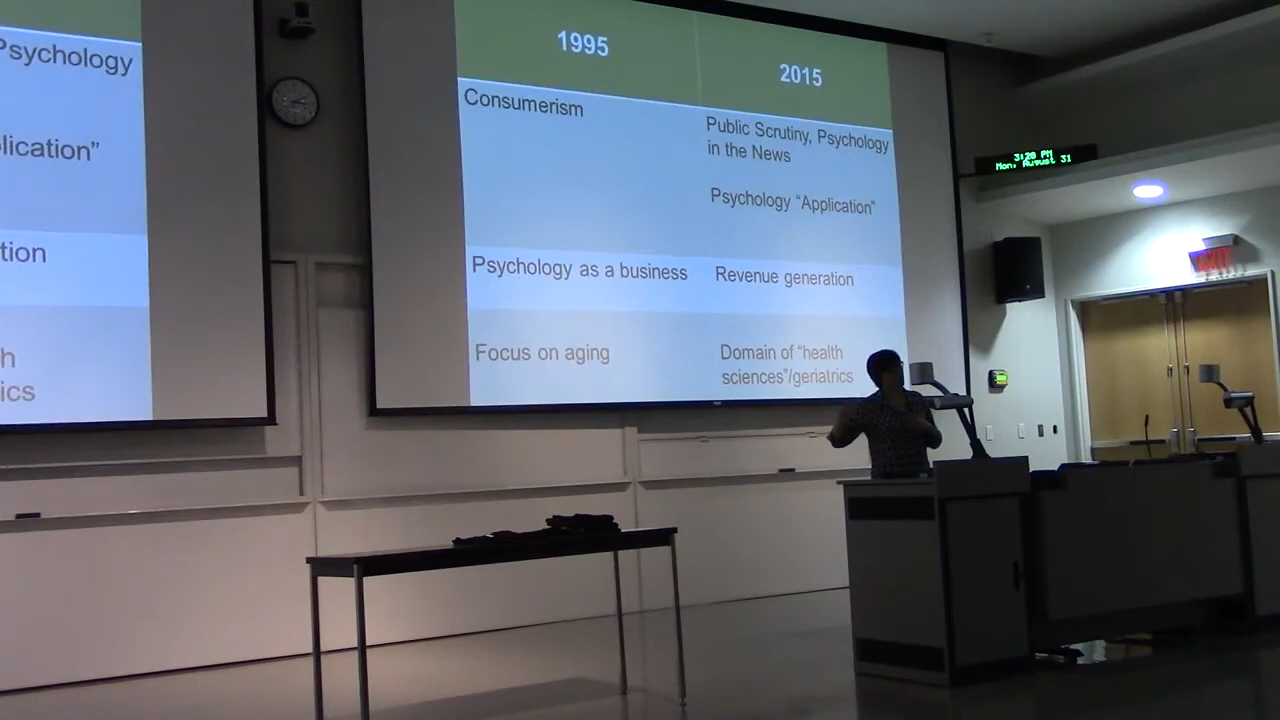 Psychology
lication”
tion
h
ics
1995
2015
Consumerism
Public Scrutiny, Psychology
in the News
Psychology “Application”
Psychology as a business
Revenue generation
Focus on aging
Domain of “health
sciences”/geriatrics
3:20 PM
Mon, August 31
EXIT